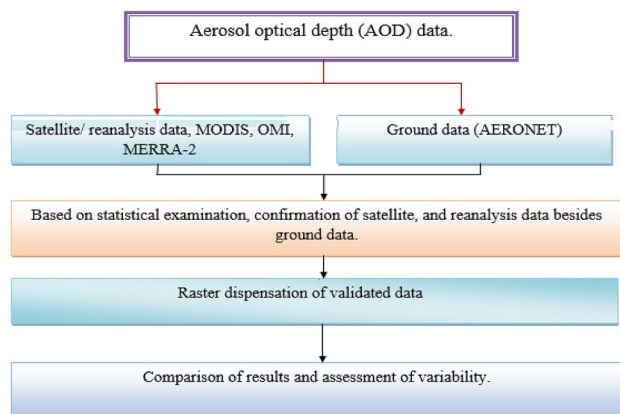 Aerosol optical depth (AOD) data.
Satellite/ reanalysis data, MODIS, OMI,
MERRA-2
Ground data (AERONET)
Based on statistical examination, confirmation of satellite, and reanalysis data besides
ground data.
Raster dispensation of validated data
Comparison of results and assessment of variability.